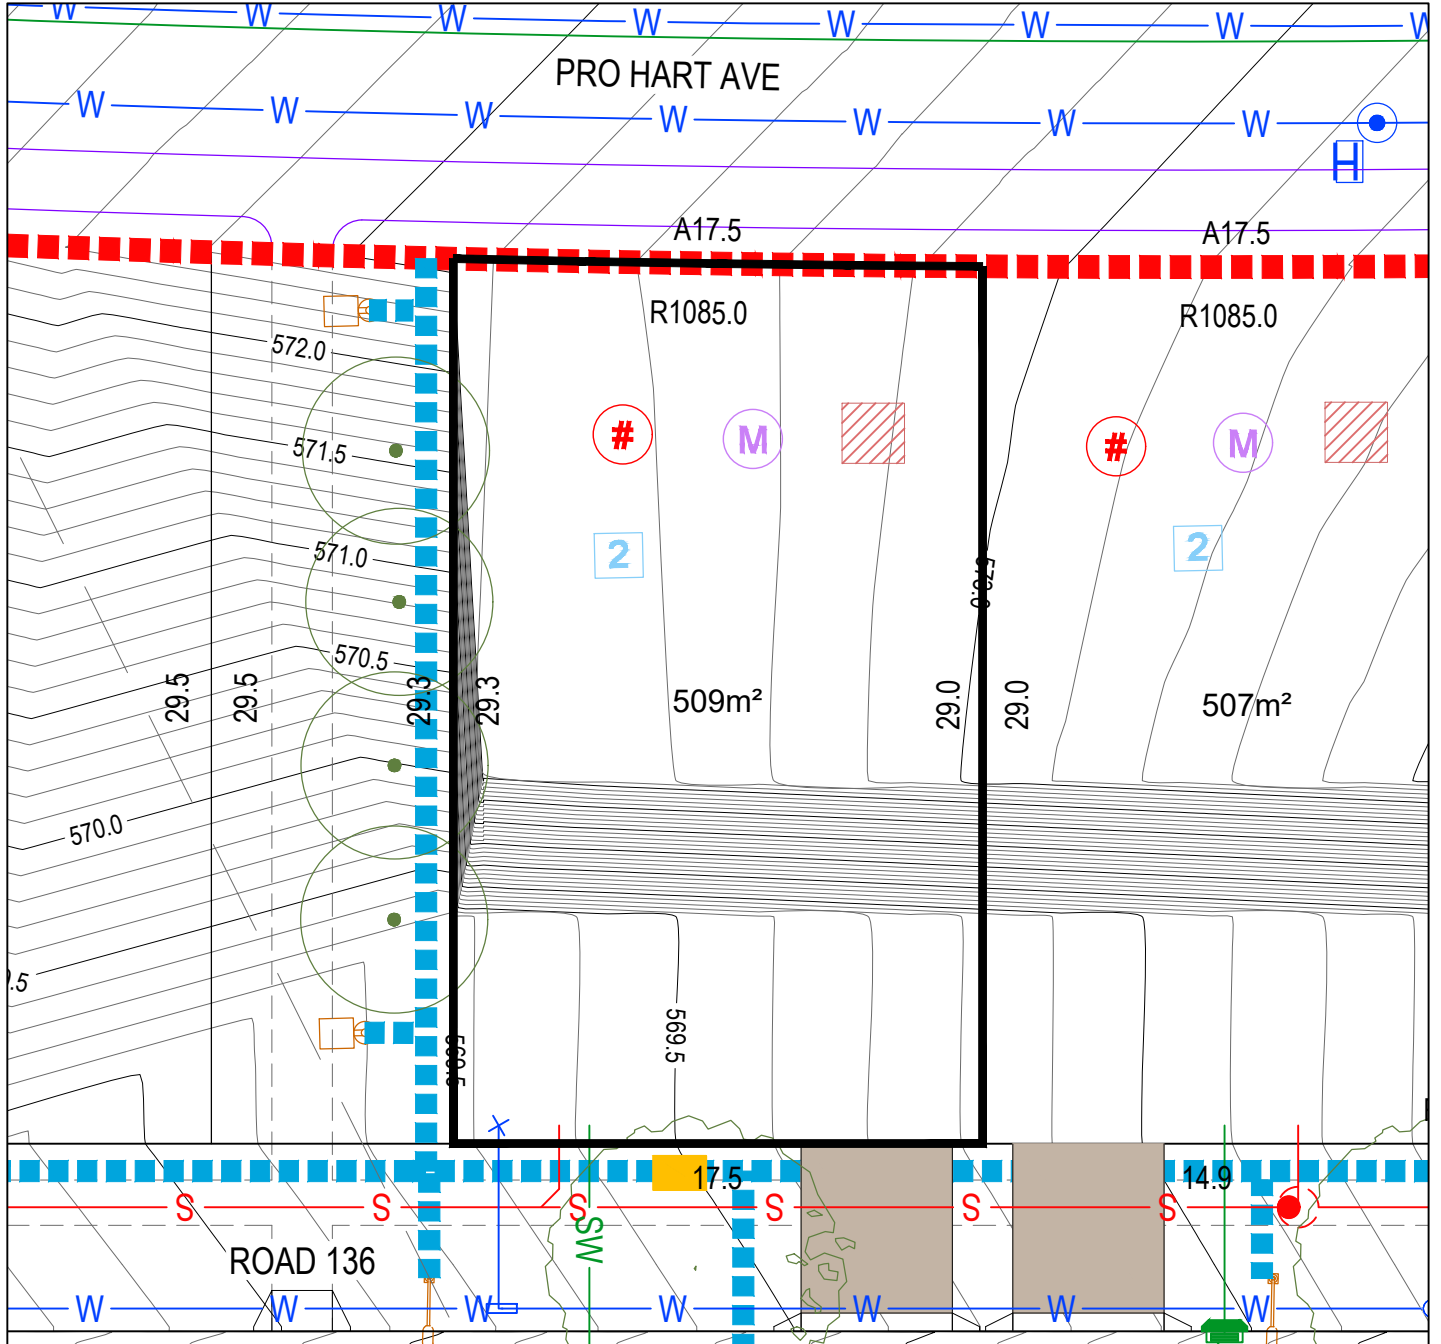 W W W W W W W W
PRO HART AVE
W W W W W W W
H
A17.5 A17.5
R1085.0 R1085.0
572.0
571.5
# M # M
571.0
2 2
570.5
29.5 29.5 29.3 29.3 29.0 29.0
509m² 507m²
570.0
569.5
17.5 14.9
S S S S S S
SW
ROAD 136
W W W W W W W